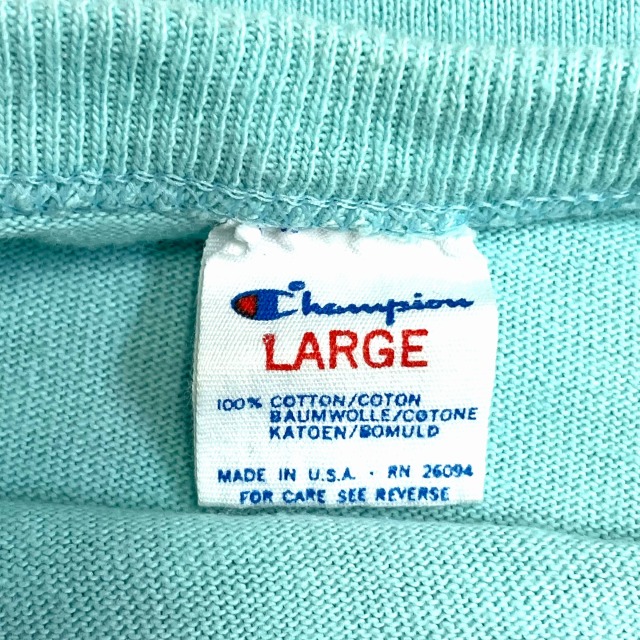 Champion
LARGE
100% COTTON/COTON
BAUMWOLLE/COTONE
KATOEN/BOMULD
MADE IN U.S.A. · RN 26094
FOR CARE SEE REVERSE